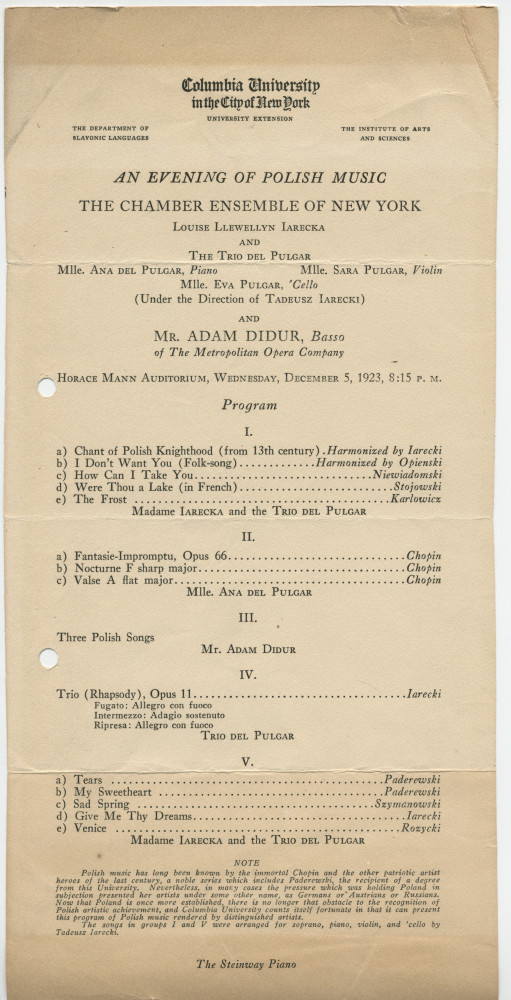 Columbia University
in the City of New York
UNIVERSITY EXTENSION
THE DEPARTMENT OF
SLAVONIC LANGUAGES
THE INSTITUTE OF ARTS
AND SCIENCES
AN EVENING OF POLISH MUSIC
THE CHAMBER ENSEMBLE OF NEW YORK
LOUISE LLEWELLYN IARECKA
AND
THE TRIO DEL PULGAR
Mlle. ANA DEL PULGAR, Piano Mlle. SARA PULGAR, Violin
Mlle. EVA PULGAR, 'Cello
(Under the Direction of TADEUSZ IARECKI)
AND
MR. ADAM DIDUR, Basso
of The Metropolitan Opera Company
HORACE MANN AUDITORIUM, WEDNESDAY, DECEMBER 5, 1923, 8:15 P. M.
Program
I.
a) Chant of Polish Knighthood (from 13th century).Harmonized by Iarecki
b) I Don't Want You (Folk-song).............Harmonized by Opienski
c) How Can I Take You..............................Niewiadomski
d) Were Thou a Lake (in French)..........................Stojowski
e) The Frost ...........................................Karlowicz
Madame IARECKA and the TRIO DEL PULGAR
II.
a) Fantasie-Impromptu, Opus 66..............................Chopin
b) Nocturne F sharp major...................................Chopin
c) Valse A flat major.......................................Chopin
Mlle. ANA DEL PULGAR
III.
Three Polish Songs
Mr. ADAM DIDUR
IV.
Trio (Rhapsody), Opus 11....................................Iarecki
Fugato: Allegro con fuoco
Intermezzo: Adagio sostenuto
Ripresa: Allegro con fuoco
TRIO DEL PULGAR
V.
a) Tears ..............................................Paderewski
b) My Sweetheart ......................................Paderewski
c) Sad Spring ........................................Szymanowski
d) Give Me Thy Dreams....................................Iarecki
e) Venice ................................................Rozycki
Madame IARECKA and the TRIO DEL PULGAR
NOTE
Polish music has long been known by the immortal Chopin and the other patriotic artist
heroes of the last century, a noble series which includes Paderewski, the recipient of a degree
from this University. Nevertheless, in many cases the pressure which was holding Poland in
subjection presented her artists under some other name, as Germans or Austrians or Russians.
Now that Poland is once more established, there is no longer that obstacle to the recognition of
Polish artistic achievement, and Columbia University counts itself fortunate in that it can present
this program of Polish music rendered by distinguished artists.
The songs in groups I and V were arranged for soprano, piano, violin, and 'cello by
Tadeusz Iarecki.
The Steinway Piano